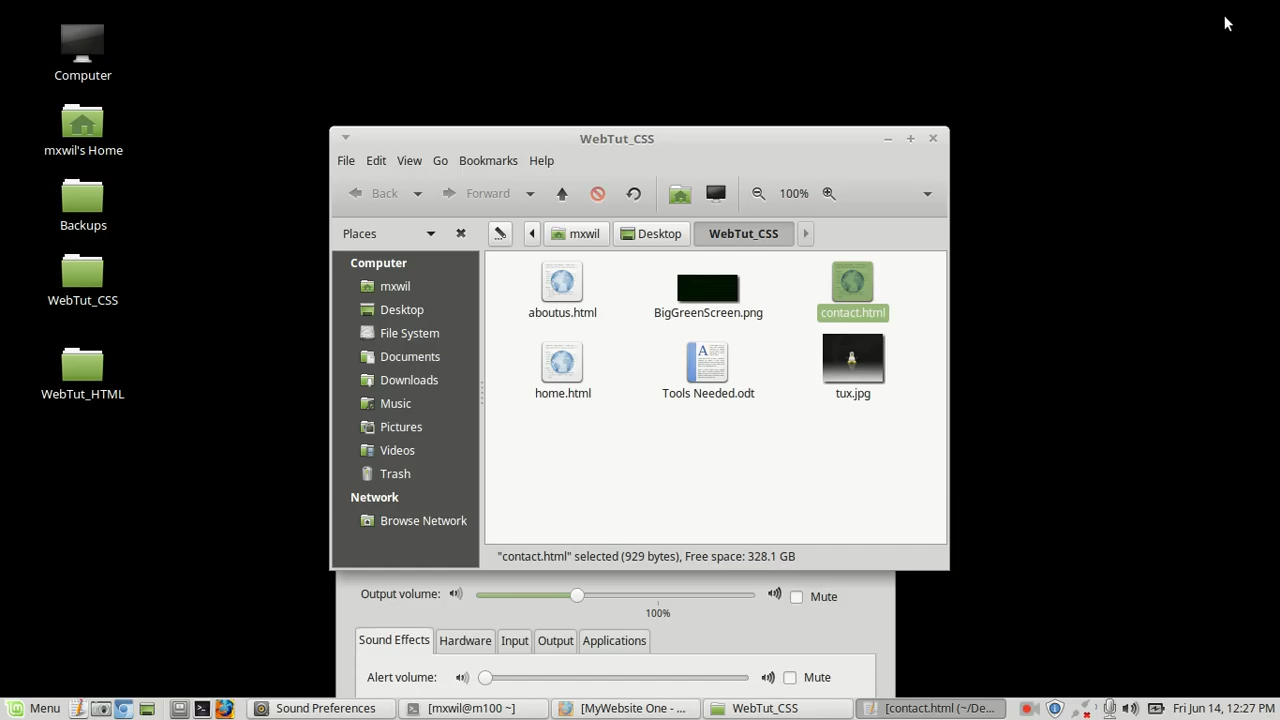 Computer
mxwil's Home
Backups
WebTut_CSS
WebTut_HTML
WebTut_CSS
File Edit View Go Bookmarks Help
Back Forward 100%
Places mxwil Desktop WebTut_CSS
Computer
mxwil
Desktop
File System
Documents
Downloads
Music
Pictures
Videos
Trash
Network
Browse Network
aboutus.html BigGreenScreen.png contact.html
home.html Tools Needed.odt tux.jpg
"contact.html" selected (929 bytes), Free space: 328.1 GB
Output volume: Mute
100%
Sound Effects Hardware Input Output Applications
Alert volume: Mute
Menu Sound Preferences [mxwil@m100 ~] [MyWebsite One - ... WebTut_CSS [contact.html (~/De... Fri Jun 14, 12:27 PM